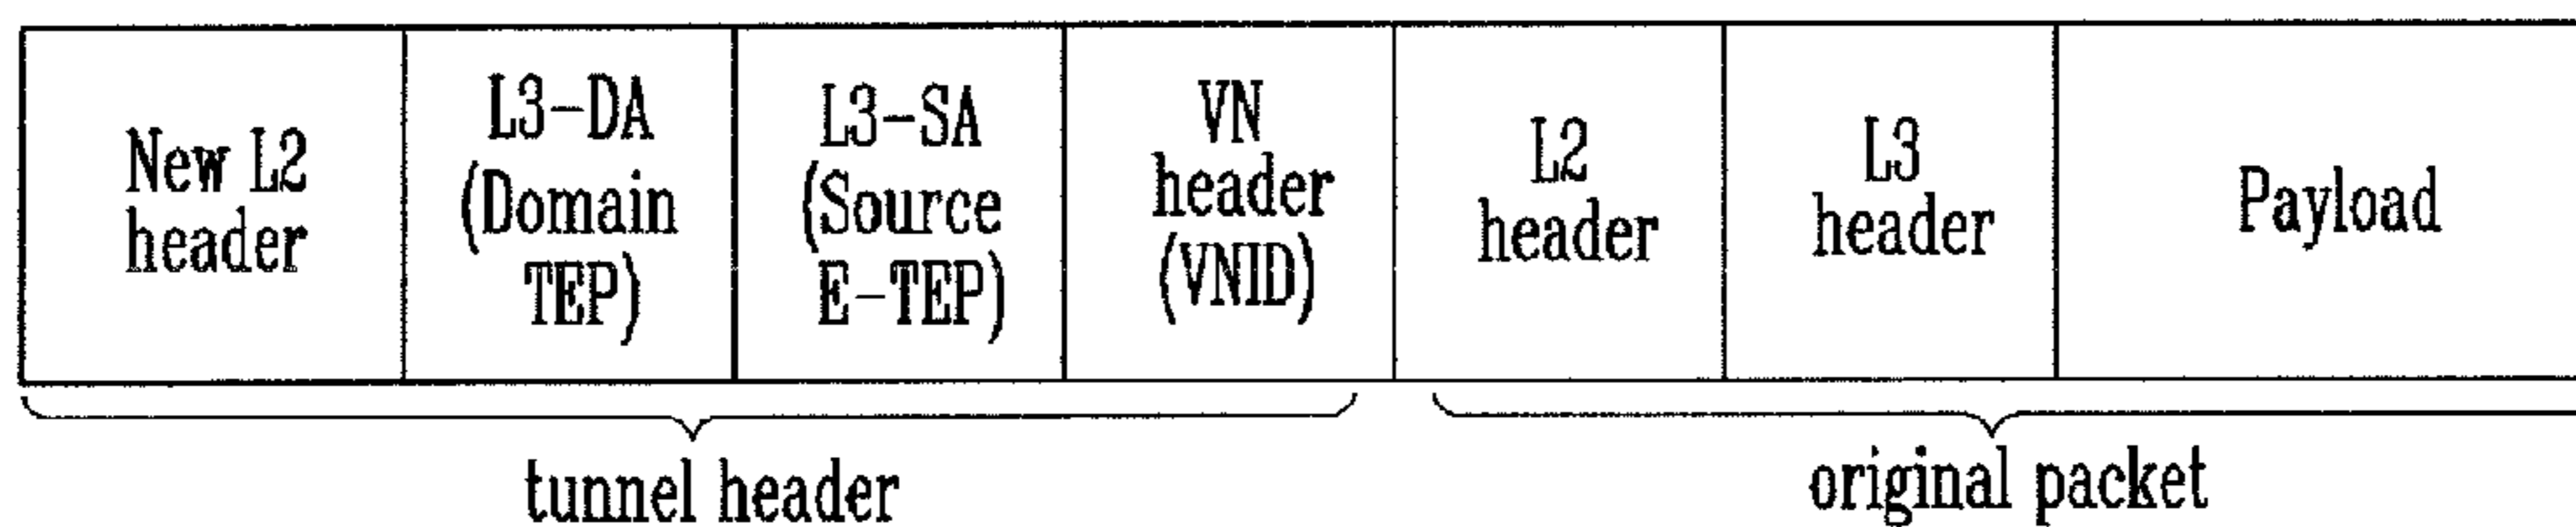 New L2
header
L3-DA
(Domain
TEP)
L3-SA
(Source
E-TEP)
VN
header
(VNID)
L2
header
L3
header
Payload
tunnel header
original packet